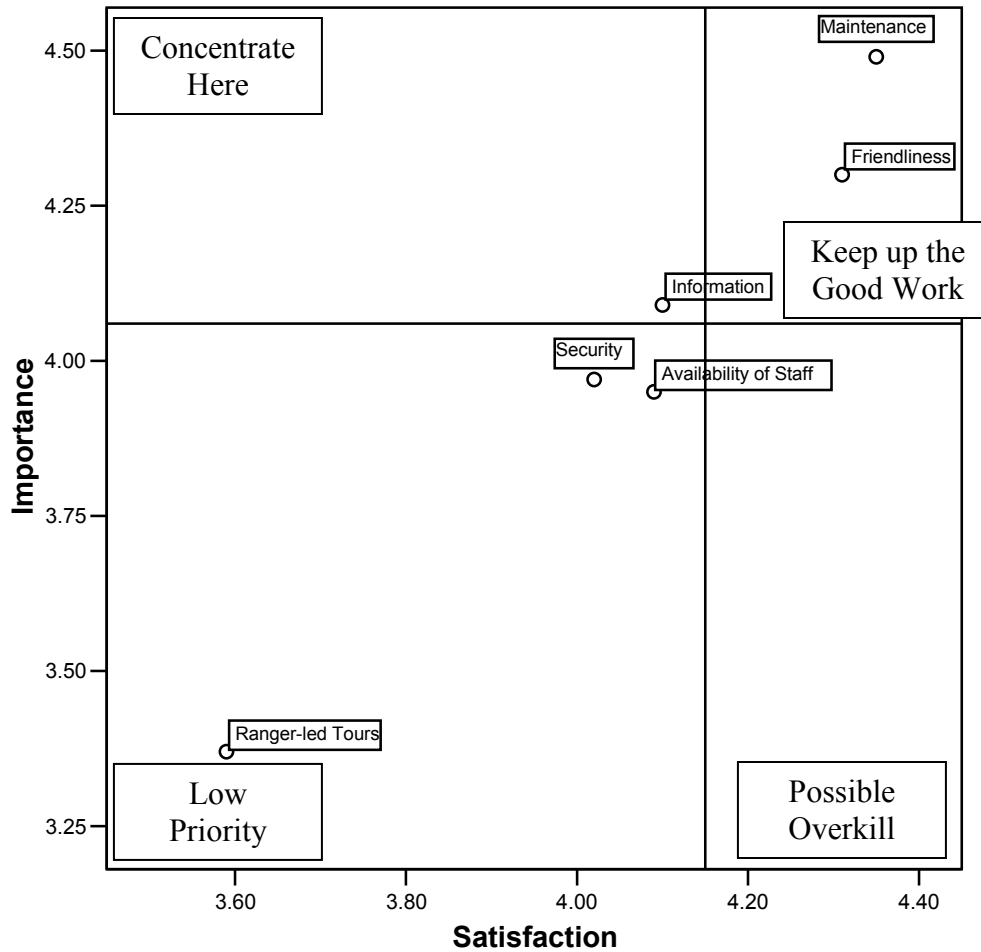 Concentrate
Here
Maintenance
Friendliness
Keep up the
Good Work
Information
Security
Availability of Staff
Ranger-led Tours
Low
Priority
Possible
Overkill
Importance
4.50
4.25
4.00
3.75
3.50
3.25
3.60
3.80
4.00
4.20
4.40
Satisfaction